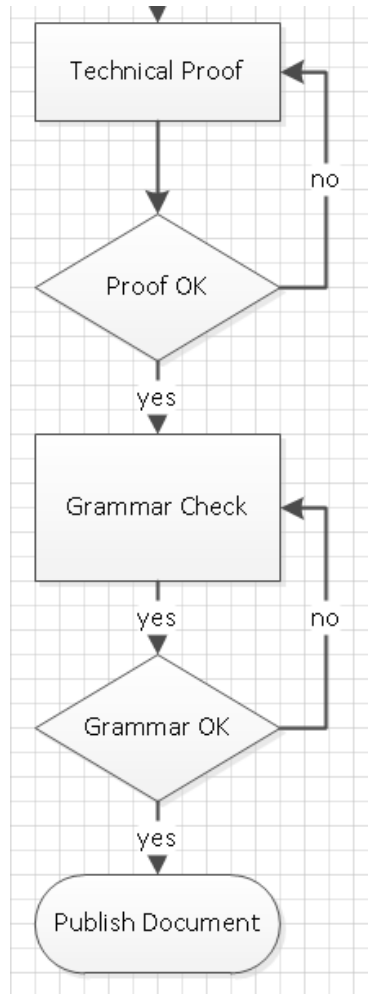 Technical Proof
no
Proof OK
yes
Grammar Check
yes
no
Grammar OK
yes
Publish Document